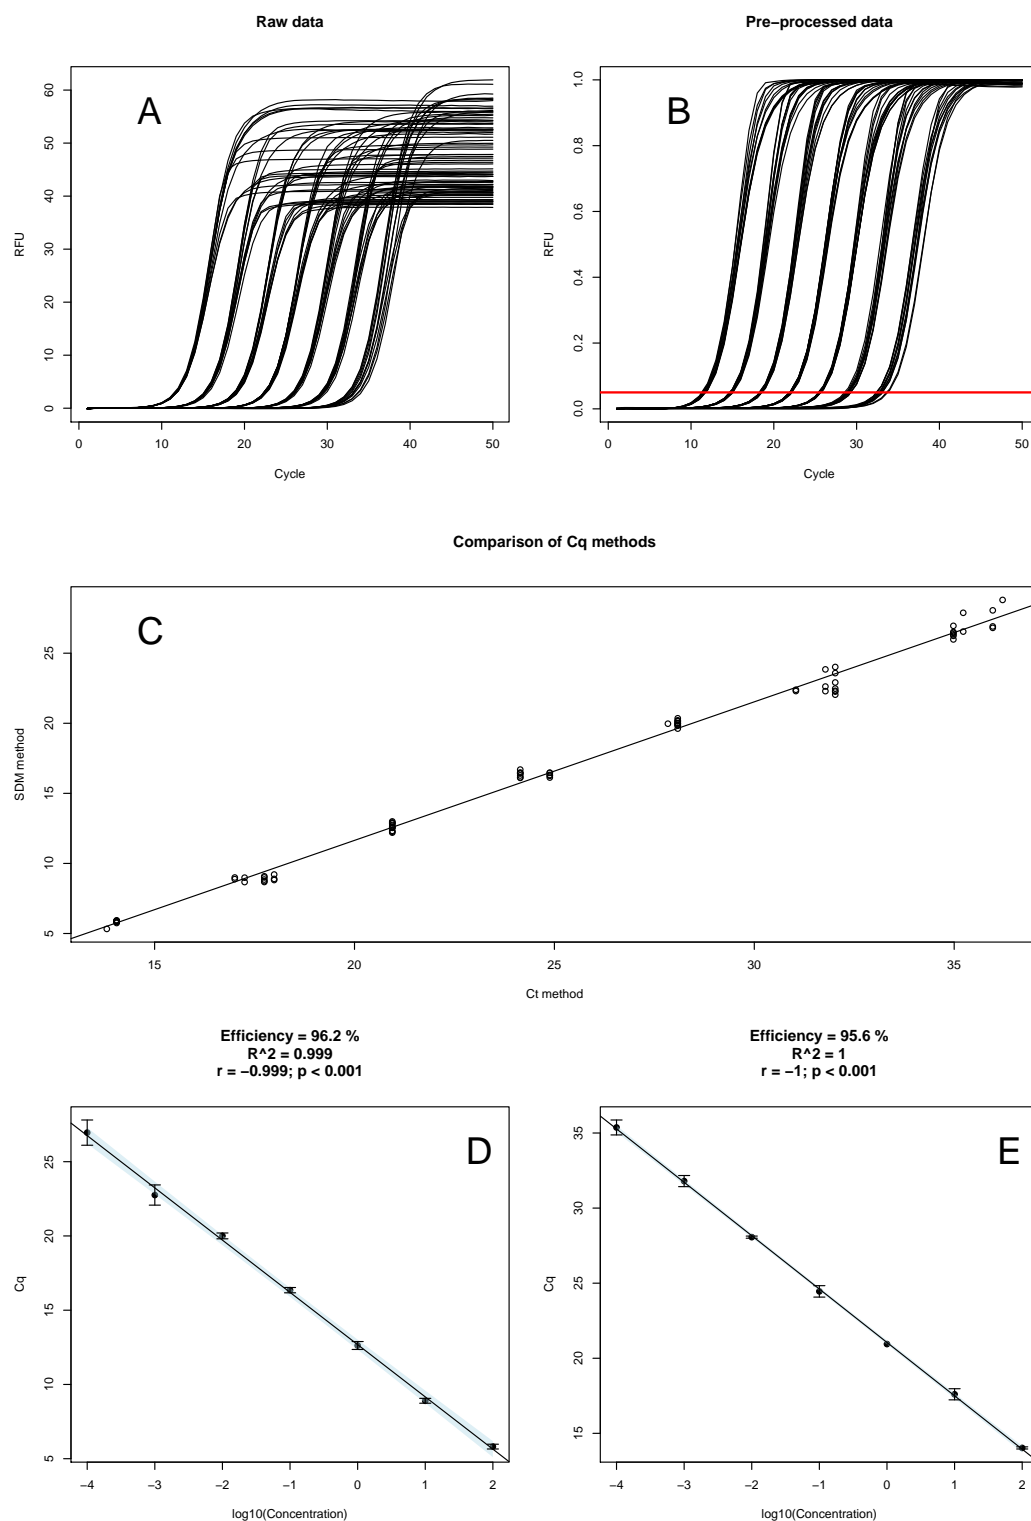 Raw data
Pre−processed data
A
B
RFU
0 10 20 30 40 50 60
0 10 20 30 40 50
Cycle
RFU
0.0 0.2 0.4 0.6 0.8 1.0
0 10 20 30 40 50
Cycle
Comparison of Cq methods
C
SDM method
5 10 15 20 25
15 20 25 30 35
Ct method
Efficiency = 96.2 %
R^2 = 0.999
r = −0.999; p < 0.001
Efficiency = 95.6 %
R^2 = 1
r = −1; p < 0.001
D
E
Cq
5 10 15 20 25
−4 −3 −2 −1 0 1 2
log10(Concentration)
Cq
15 20 25 30 35
−4 −3 −2 −1 0 1 2
log10(Concentration)